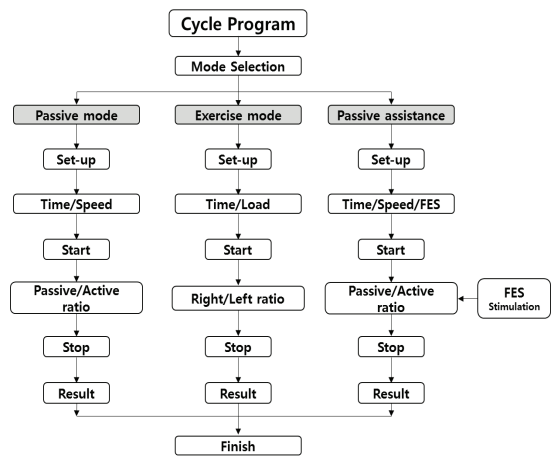 Cycle Program
Mode Selection
Passive mode
Exercise mode
Passive assistance
Set-up
Set-up
Set-up
Time/Speed
Time/Load
Time/Speed/FES
Start
Start
Start
Passive/Active
ratio
Right/Left ratio
Passive/Active
ratio
FES
Stimulation
Stop
Stop
Stop
Result
Result
Result
Finish